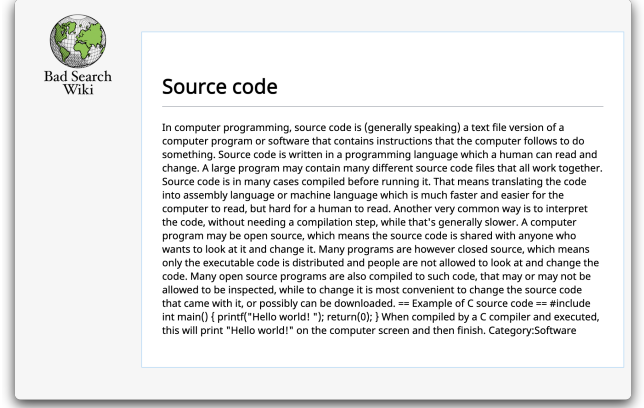 Bad Search
Wiki
Source code
In computer programming, source code is (generally speaking) a text file version of a
computer program or software that contains instructions that the computer follows to do
something. Source code is written in a programming language which a human can read and
change. A large program may contain many different source code files that all work together.
Source code is in many cases compiled before running it. That means translating the code
into assembly language or machine language which is much faster and easier for the
computer to read, but hard for a human to read. Another very common way is to interpret
the code, without needing a compilation step, while that's generally slower. A computer
program may be open source, which means the source code is shared with anyone who
wants to look at it and change it. Many programs are however closed source, which means
only the executable code is distributed and people are not allowed to look at and change the
code. Many open source programs are also compiled to such code, that may or may not be
allowed to be inspected, while to change it is most convenient to change the source code
that came with it, or possibly can be downloaded. == Example of C source code == #include
int main() { printf("Hello world! "); return(0); } When compiled by a C compiler and executed,
this will print "Hello world!" on the computer screen and then finish. Category:Software